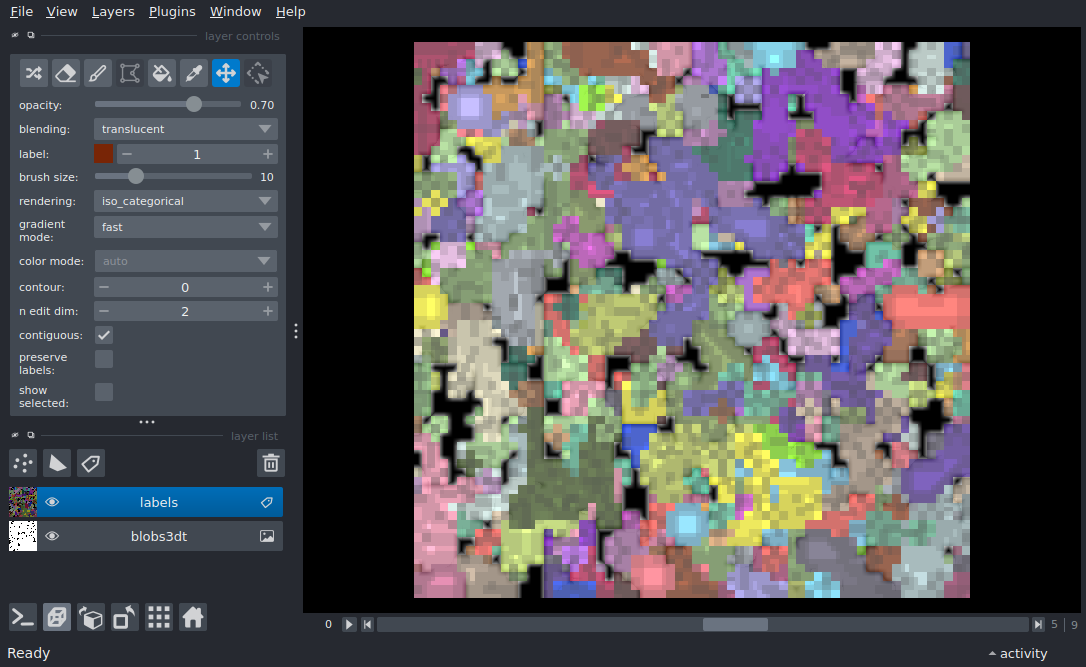 File View Layers Plugins Window Help
layer controls
opacity: 0.70
blending: translucent
label: 1
brush size: 10
rendering: iso_categorical
gradient
mode: fast
color mode: auto
contour: 0
n edit dim: 2
contiguous:
preserve
labels:
show
selected:
layer list
labels
blobs3dt
0 5 | 9
Ready activity